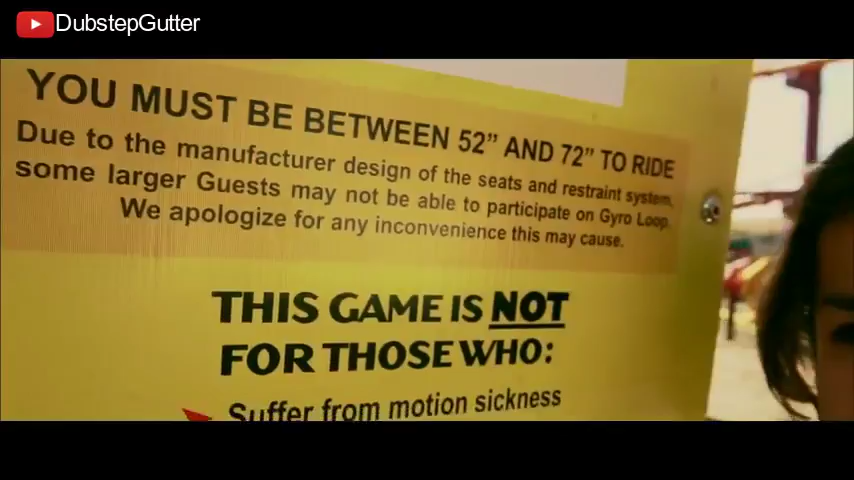 DubstepGutter
YOU MUST BE BETWEEN 52” AND 72” TO RIDE
Due to the manufacturer design of the seats and restraint system,
some larger Guests may not be able to participate on Gyro Loop.
We apologize for any inconvenience this may cause.
THIS GAME IS NOT
FOR THOSE WHO:
Suffer from motion sickness